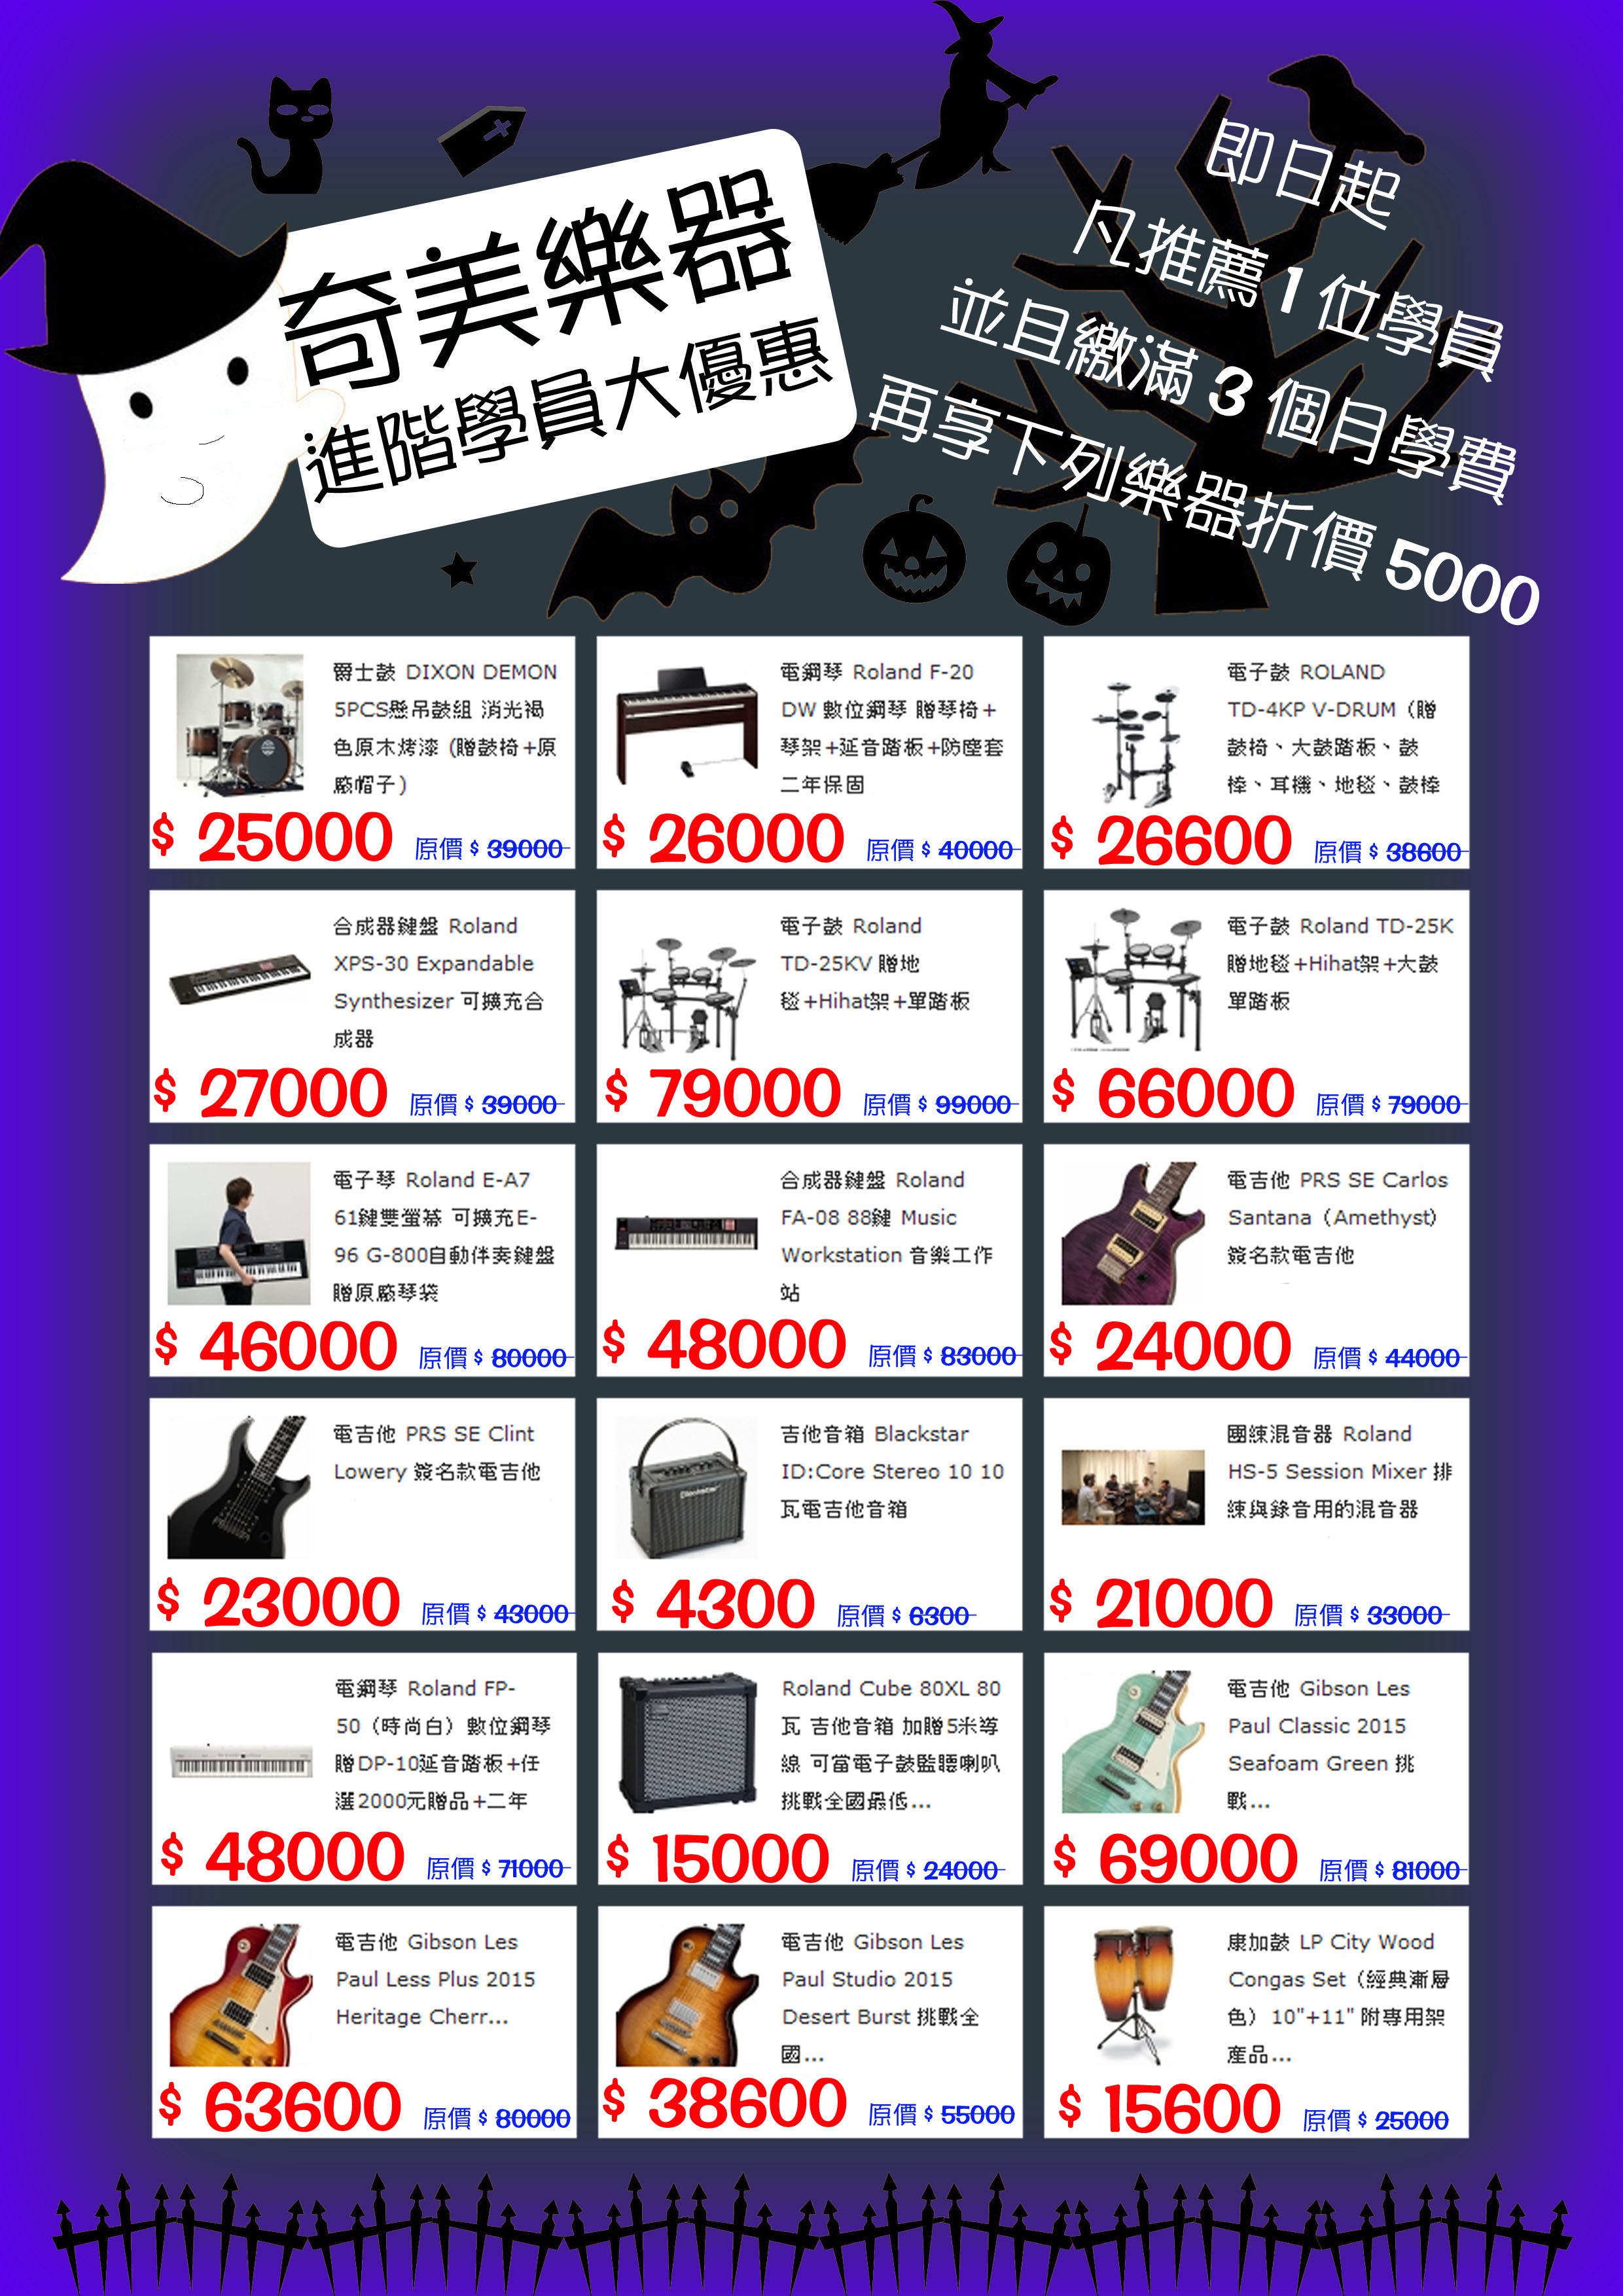 奇美樂器
進階學員大優惠
即日起
凡推薦 1 位學員
並且繳滿 3 個月學費
再享下列樂器折價 5000
爵士鼓 DIXON DEMON
5PCS懸吊鼓組 消光褐
色原木烤漆 (贈鼓椅+原
廠帽子)
$ 25000 原價 $ 39000
電鋼琴 Roland F-20
DW 數位鋼琴 贈琴椅+
琴架+延音踏板+防塵套
二年保固
$ 26000 原價 $ 40000
電子鼓 ROLAND
TD-4KP V-DRUM（贈
鼓椅、大鼓踏板、鼓
棒、耳機、地毯、鼓棒
$ 26600 原價 $ 38600
合成器鍵盤 Roland
XPS-30 Expandable
Synthesizer 可擴充合
成器
$ 27000 原價 $ 39000
電子鼓 Roland
TD-25KV 贈地
毯+Hihat架+單踏板
$ 79000 原價 $ 99000
電子鼓 Roland TD-25K
贈地毯+Hihat架+大鼓
單踏板
$ 66000 原價 $ 79000
電子琴 Roland E-A7
61鍵雙螢幕 可擴充E-
96 G-800自動伴奏鍵盤
贈原廠琴袋
$ 46000 原價 $ 80000
合成器鍵盤 Roland
FA-08 88鍵 Music
Workstation 音樂工作
站
$ 48000 原價 $ 83000
電吉他 PRS SE Carlos
Santana（Amethyst）
簽名款電吉他
$ 24000 原價 $ 44000
電吉他 PRS SE Clint
Lowery 簽名款電吉他
$ 23000 原價 $ 43000
吉他音箱 Blackstar
ID:Core Stereo 10 10
瓦電吉他音箱
Blackstar
$ 4300 原價 $ 6300
團練混音器 Roland
HS-5 Session Mixer 排
練與錄音用的混音器
$ 21000 原價 $ 33000
電鋼琴 Roland FP-
50（時尚白）數位鋼琴
贈DP-10延音踏板+任
選2000元贈品+二年
$ 48000 原價 $ 71000
Roland Cube 80XL 80
瓦 吉他音箱 加贈5米導
線 可當電子鼓監聽喇叭
挑戰全國最低...
$ 15000 原價 $ 24000
電吉他 Gibson Les
Paul Classic 2015
Seafoam Green 挑
戰...
$ 69000 原價 $ 81000
電吉他 Gibson Les
Paul Less Plus 2015
Heritage Cherr...
$ 63600 原價 $ 80000
電吉他 Gibson Les
Paul Studio 2015
Desert Burst 挑戰全
國...
$ 38600 原價 $ 55000
康加鼓 LP City Wood
Congas Set（經典漸層
色）10"+11" 附專用架
產品...
$ 15600 原價 $ 25000